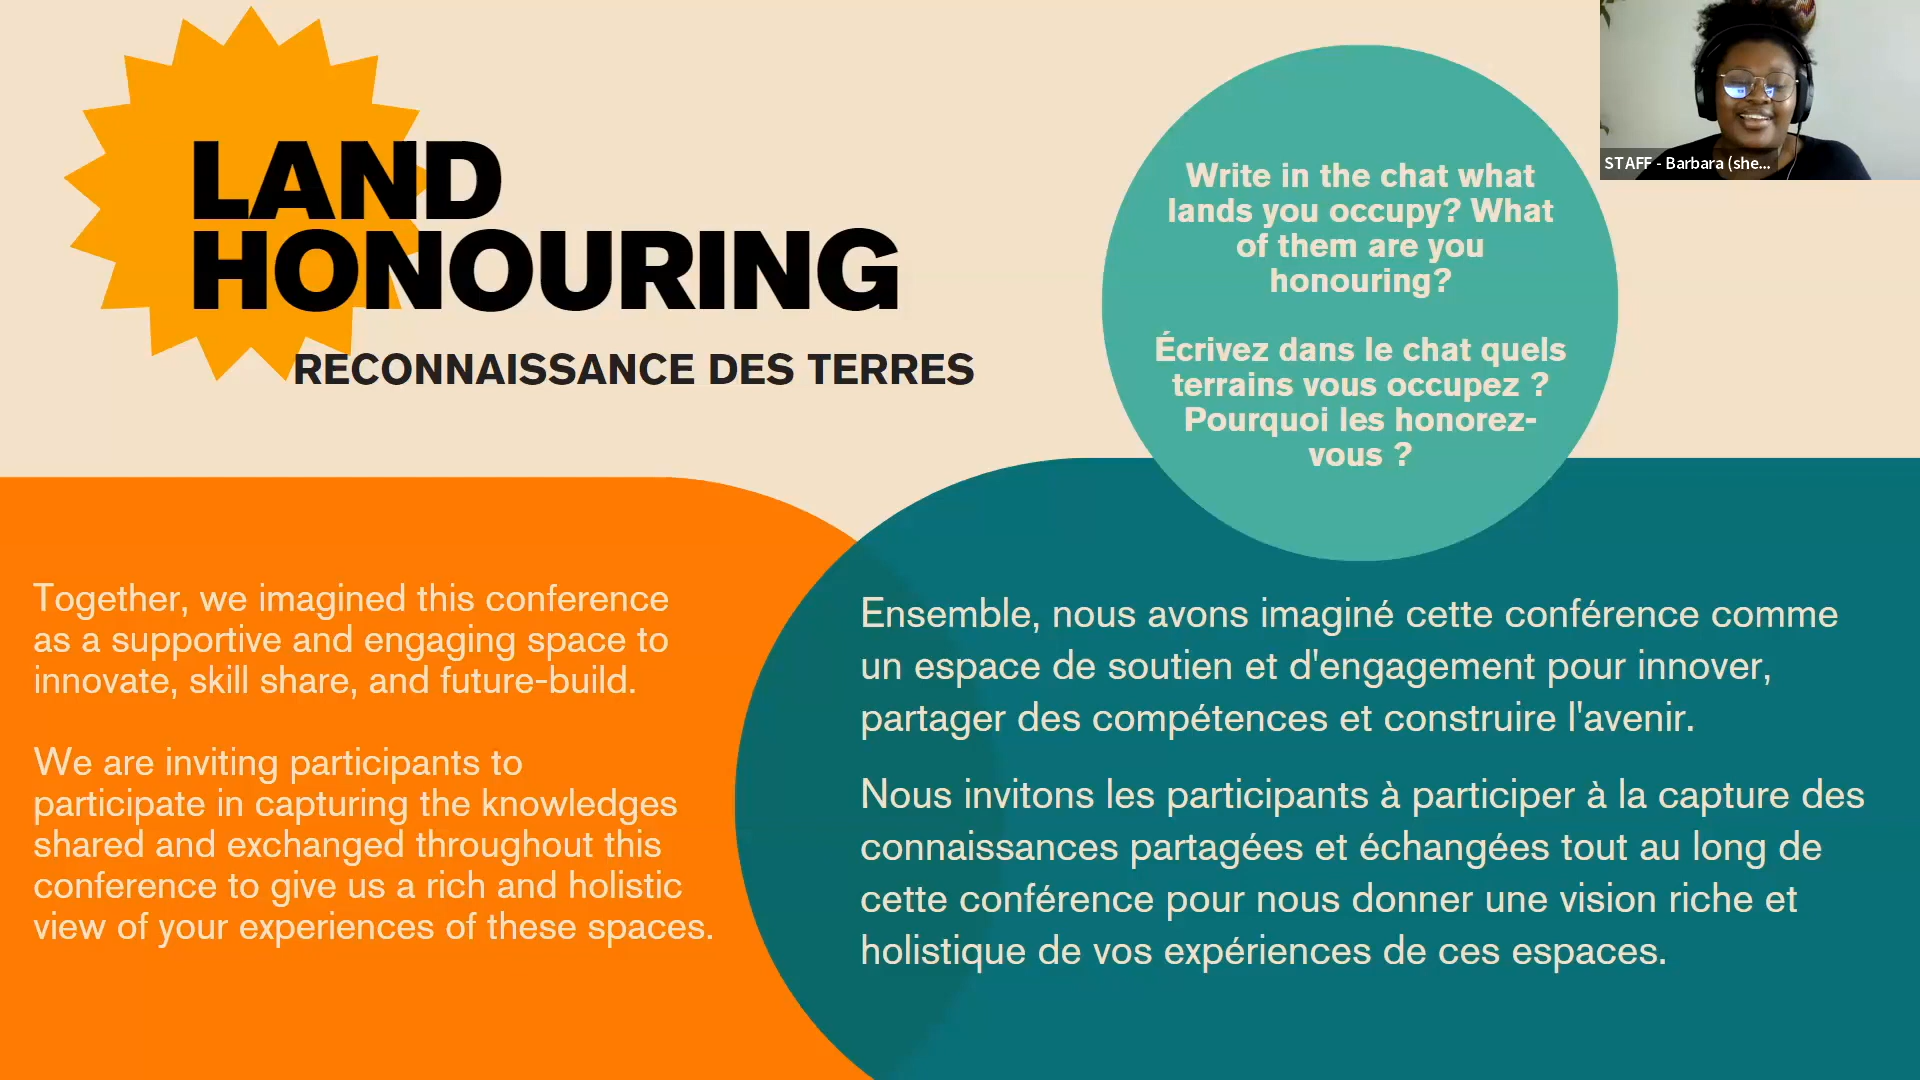 LAND
HONOURING
RECONNAISSANCE DES TERRES
Write in the chat what
lands you occupy? What
of them are you
honouring?
Écrivez dans le chat quels
terrains vous occupez ?
Pourquoi les honorez-
vous ?
STAFF - Barbara (she...
Together, we imagined this conference
as a supportive and engaging space to
innovate, skill share, and future-build.
We are inviting participants to
participate in capturing the knowledges
shared and exchanged throughout this
conference to give us a rich and holistic
view of your experiences of these spaces.
Ensemble, nous avons imaginé cette conférence comme
un espace de soutien et d'engagement pour innover,
partager des compétences et construire l'avenir.
Nous invitons les participants à participer à la capture des
connaissances partagées et échangées tout au long de
cette conférence pour nous donner une vision riche et
holistique de vos expériences de ces espaces.